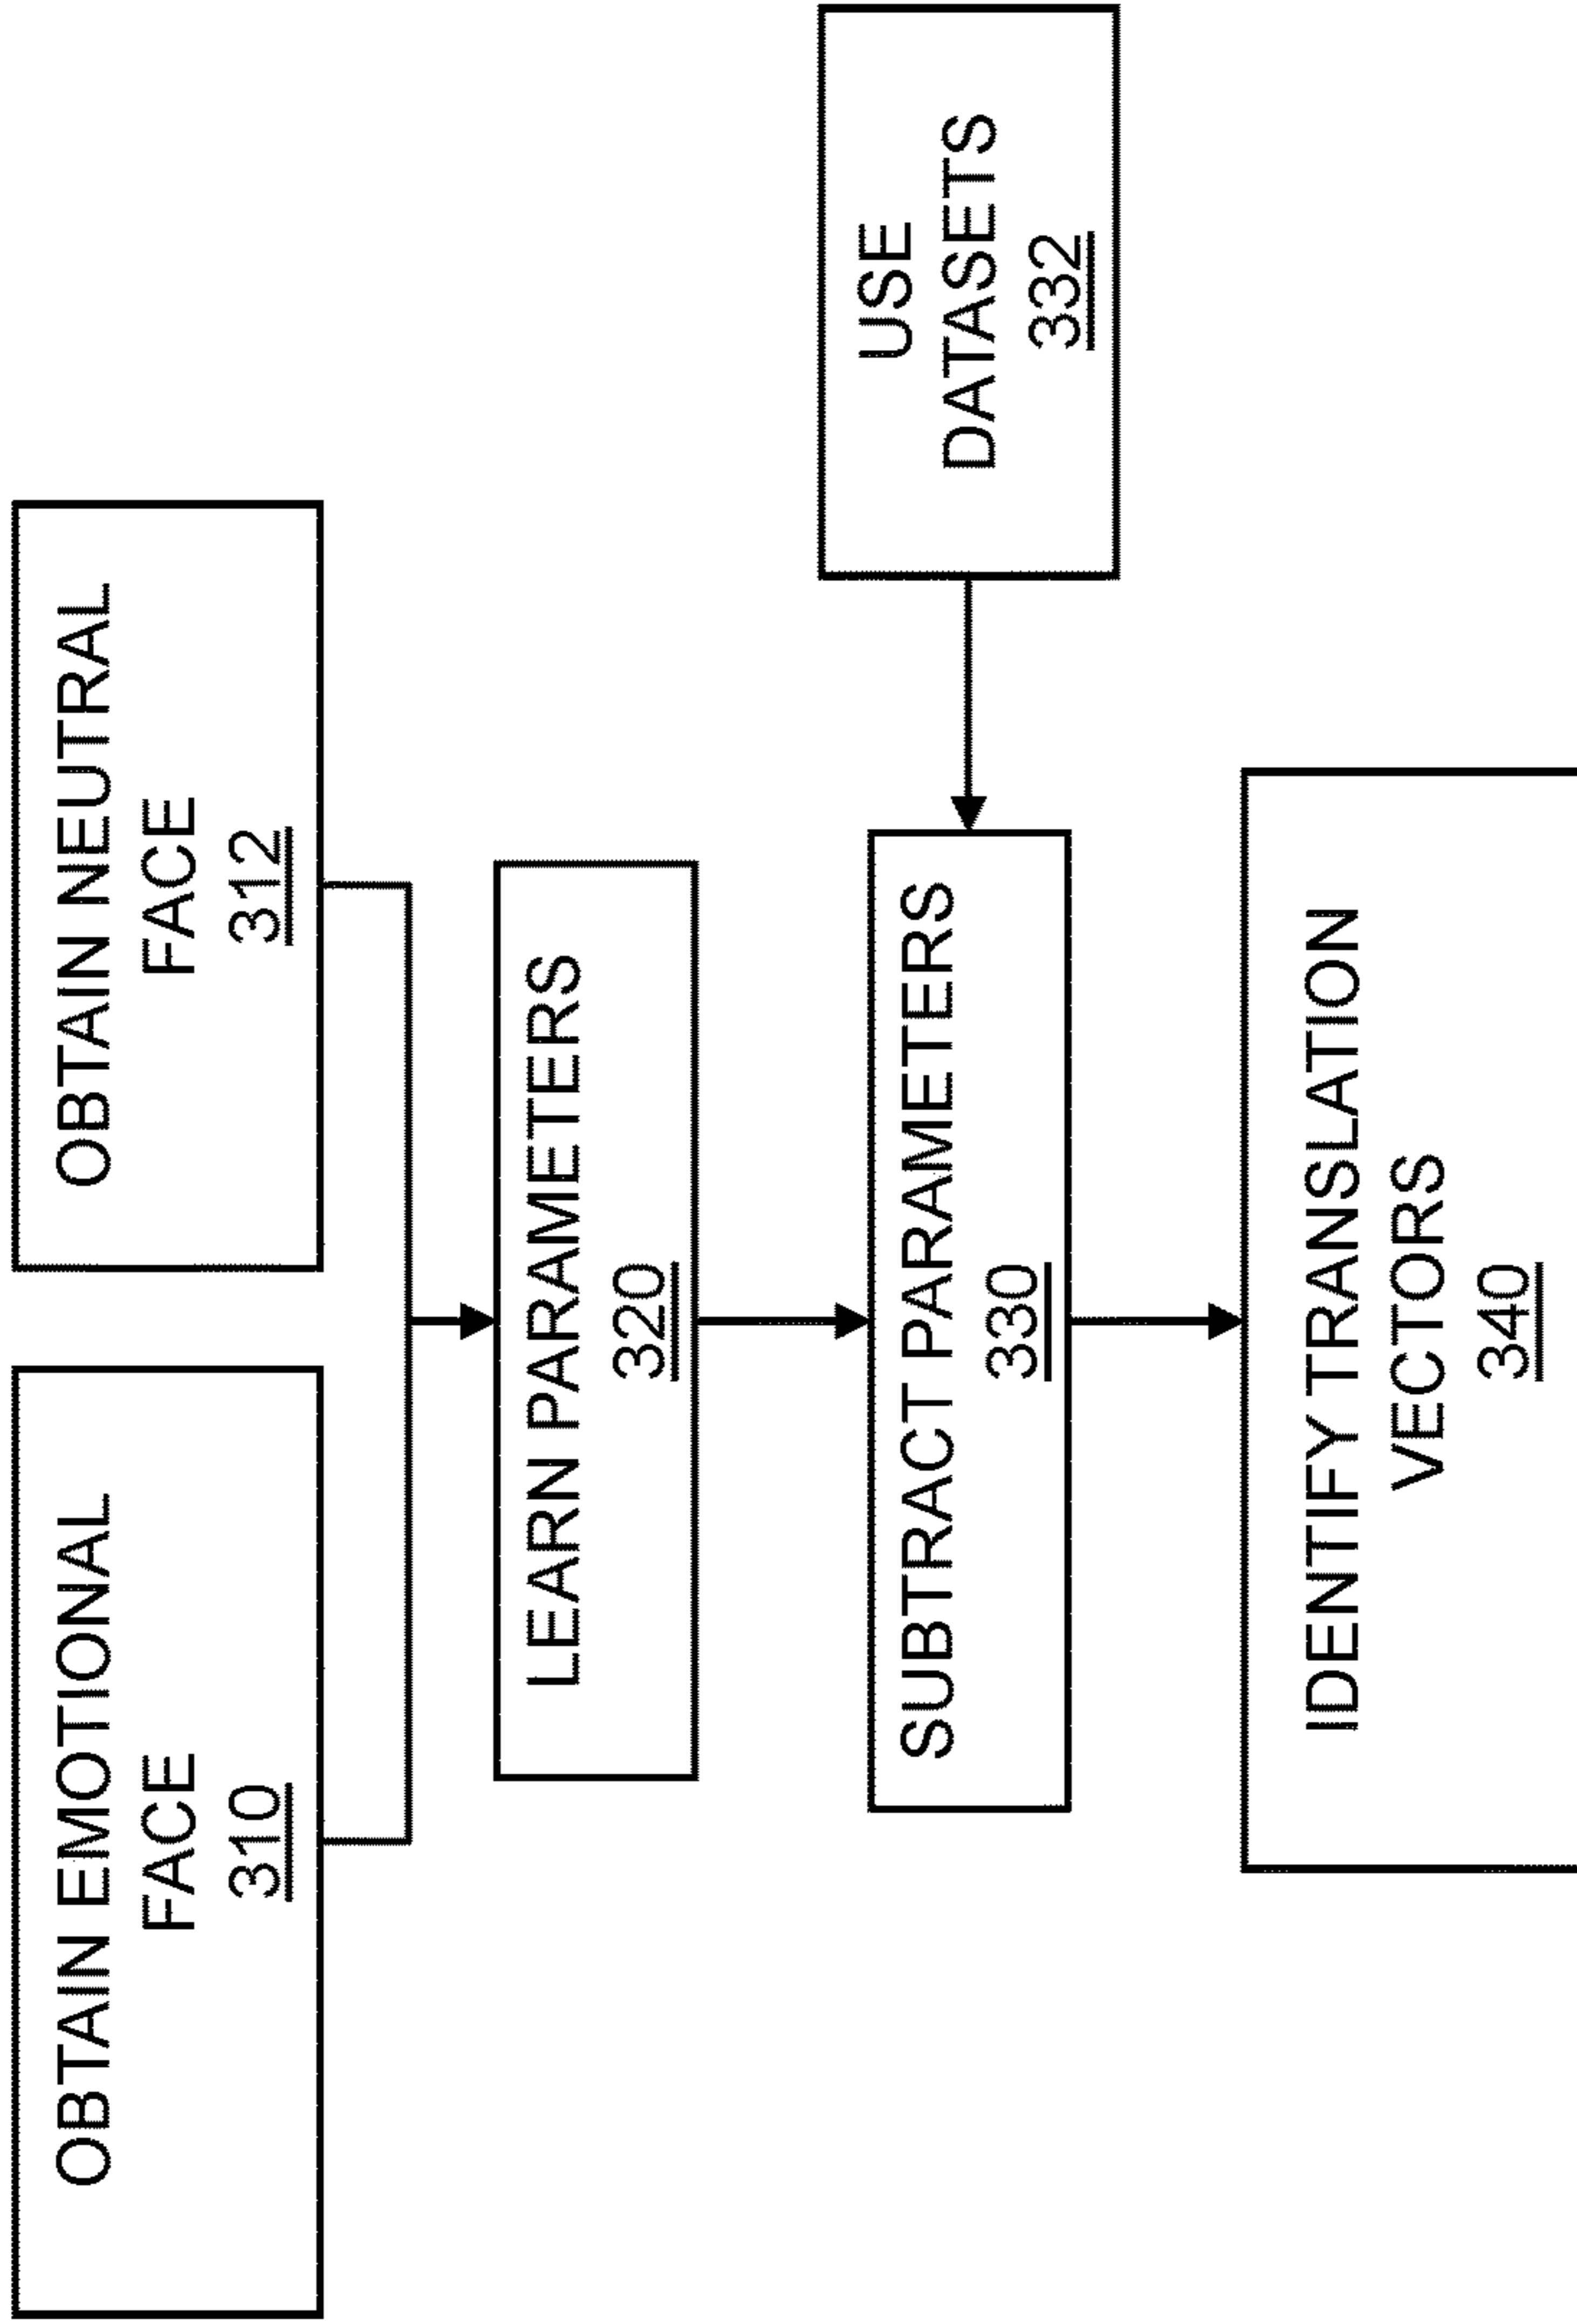 OBTAIN EMOTIONAL
FACE
310
OBTAIN NEUTRAL
FACE
312
LEARN PARAMETERS
320
SUBTRACT PARAMETERS
330
USE
DATASETS
332
IDENTIFY TRANSLATION
VECTORS
340